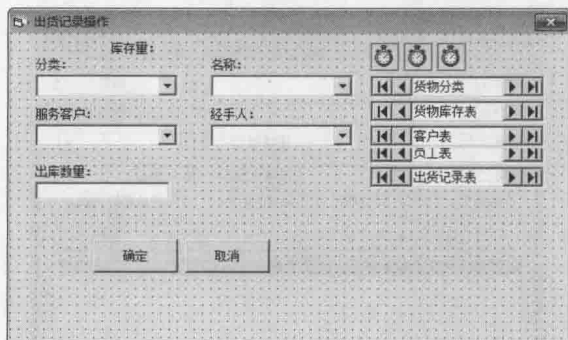 出货记录操作
库存量:
分类:
名称:
货物分类
货物库存表
服务客户:
经手人:
客户表
员工表
出库数量:
出货记录表
确定
取消